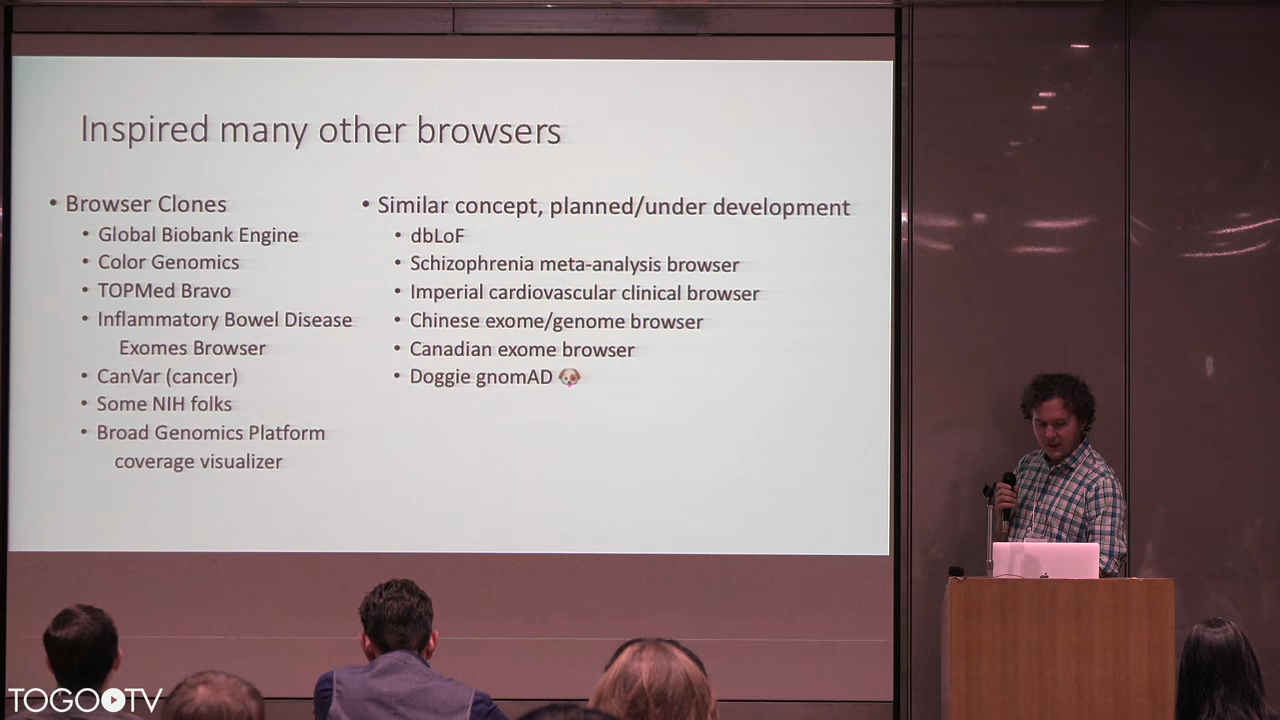 Inspired many other browsers
• Browser Clones
• Global Biobank Engine
• Color Genomics
• TOPMed Bravo
• Inflammatory Bowel Disease
Exomes Browser
• CanVar (cancer)
• Some NIH folks
• Broad Genomics Platform
coverage visualizer
• Similar concept, planned/under development
• dbLoF
• Schizophrenia meta-analysis browser
• Imperial cardiovascular clinical browser
• Chinese exome/genome browser
• Canadian exome browser
• Doggie gnomAD 🐶
TOGOTV